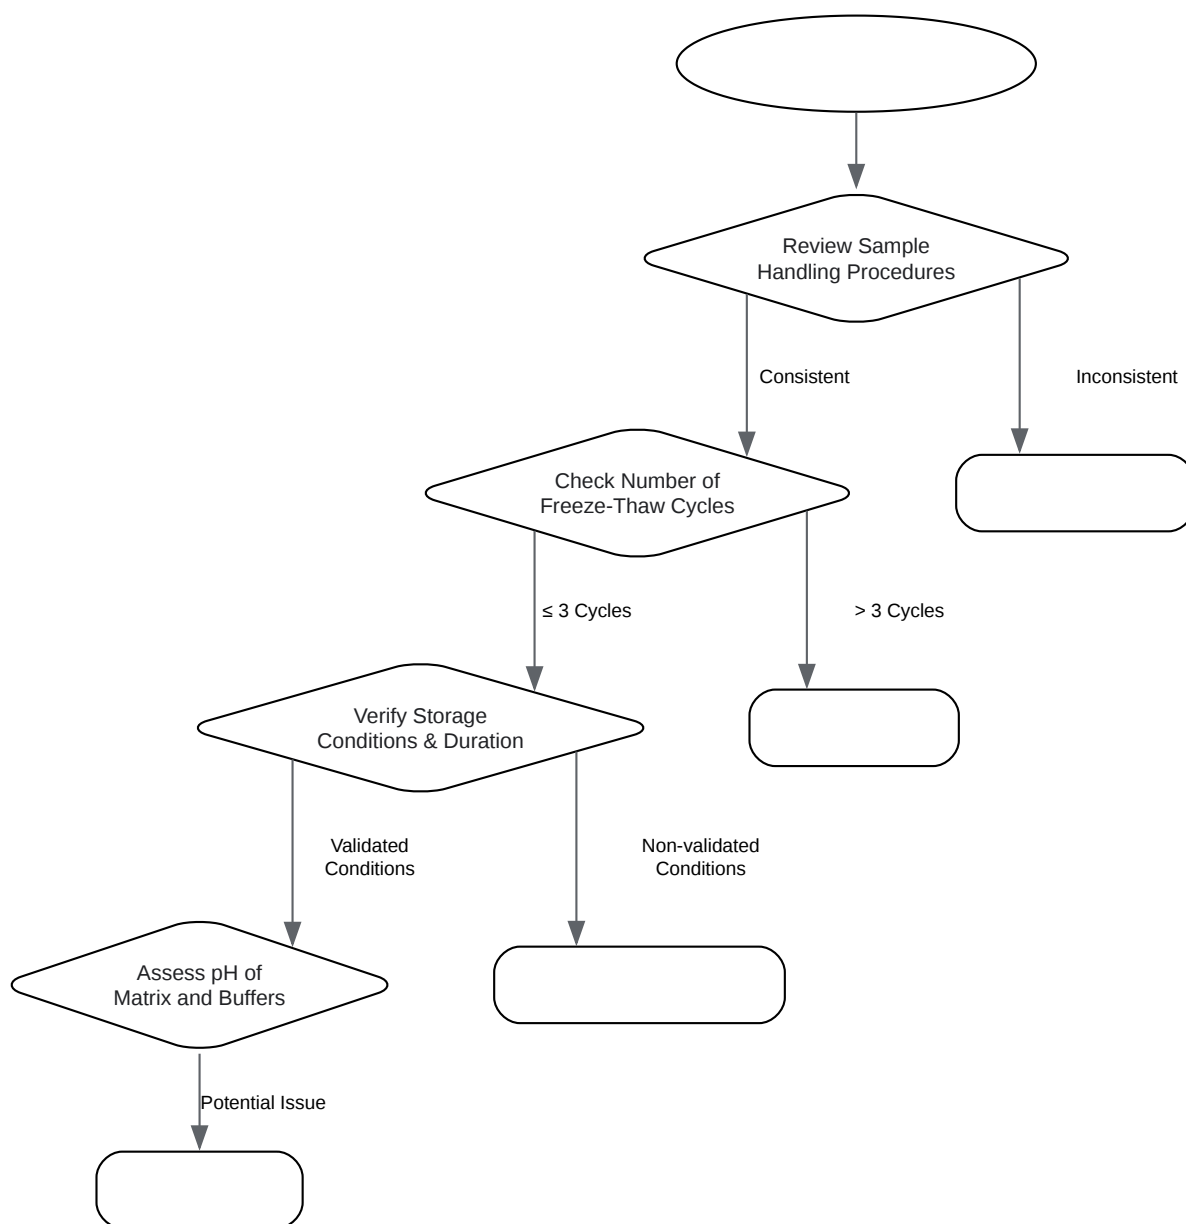 Review Sample
Handling Procedures
Consistent
Inconsistent
Check Number of
Freeze-Thaw Cycles
≤ 3 Cycles
> 3 Cycles
Verify Storage
Conditions & Duration
Validated
Conditions
Non-validated
Conditions
Assess pH of
Matrix and Buffers
Potential Issue